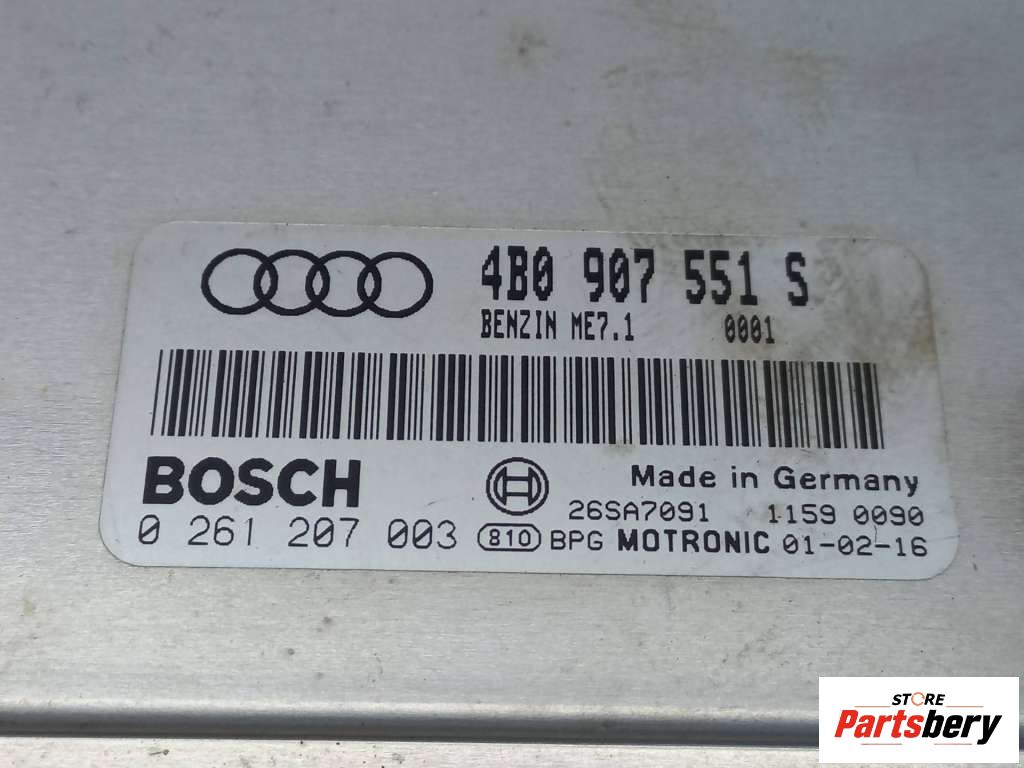 4B0 907 551 S
BENZIN ME7.1 0001
BOSCH
Made in Germany
26SA7091 1159 0090
0 261 207 003 810 BPG MOTRONIC 01-02-16
STORE
Partsbery